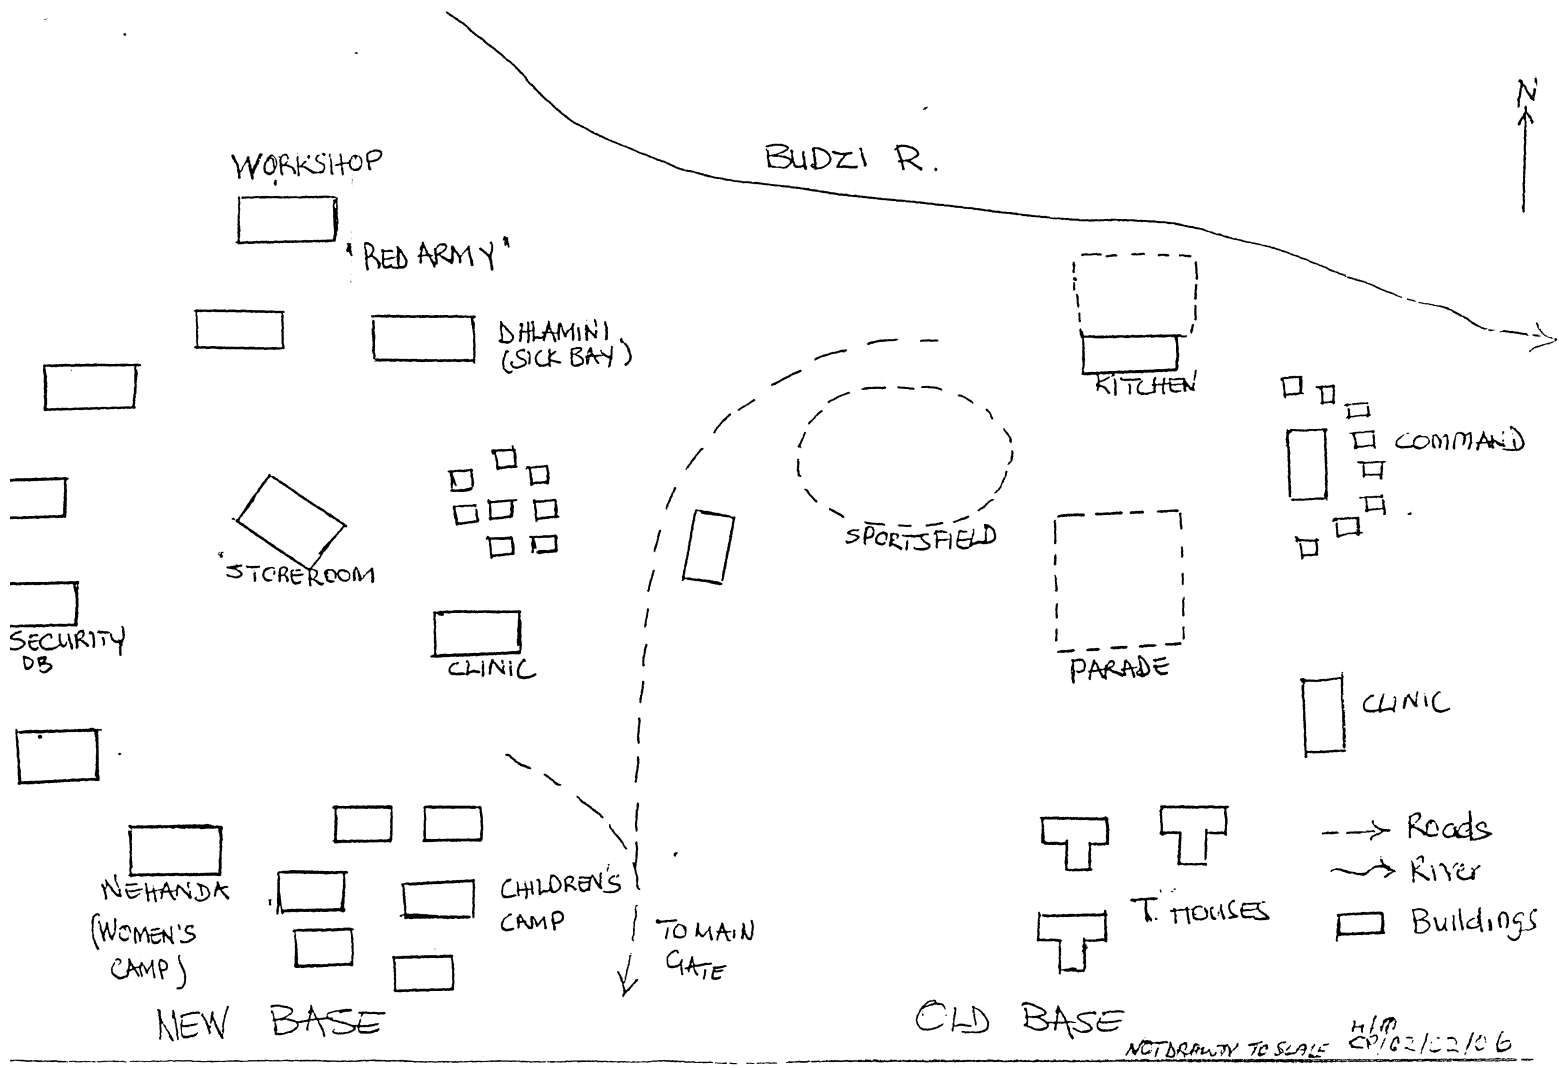 N
BUDZI R.
WORKSHOP
"RED ARMY"
DHLAMINI
(SICK BAY)
KITCHEN
COMMAND
SPORTSFIELD
STOREROOM
SECURITY
DB
CLINIC
PARADE
CLINIC
Roads
River
Buildings
T. HOUSES
NEHANDA
(WOMEN'S
CAMP)
CHILDREN'S
CAMP
TO MAIN
GATE
NEW BASE
OLD BASE
NOT DRAWN TO SCALE